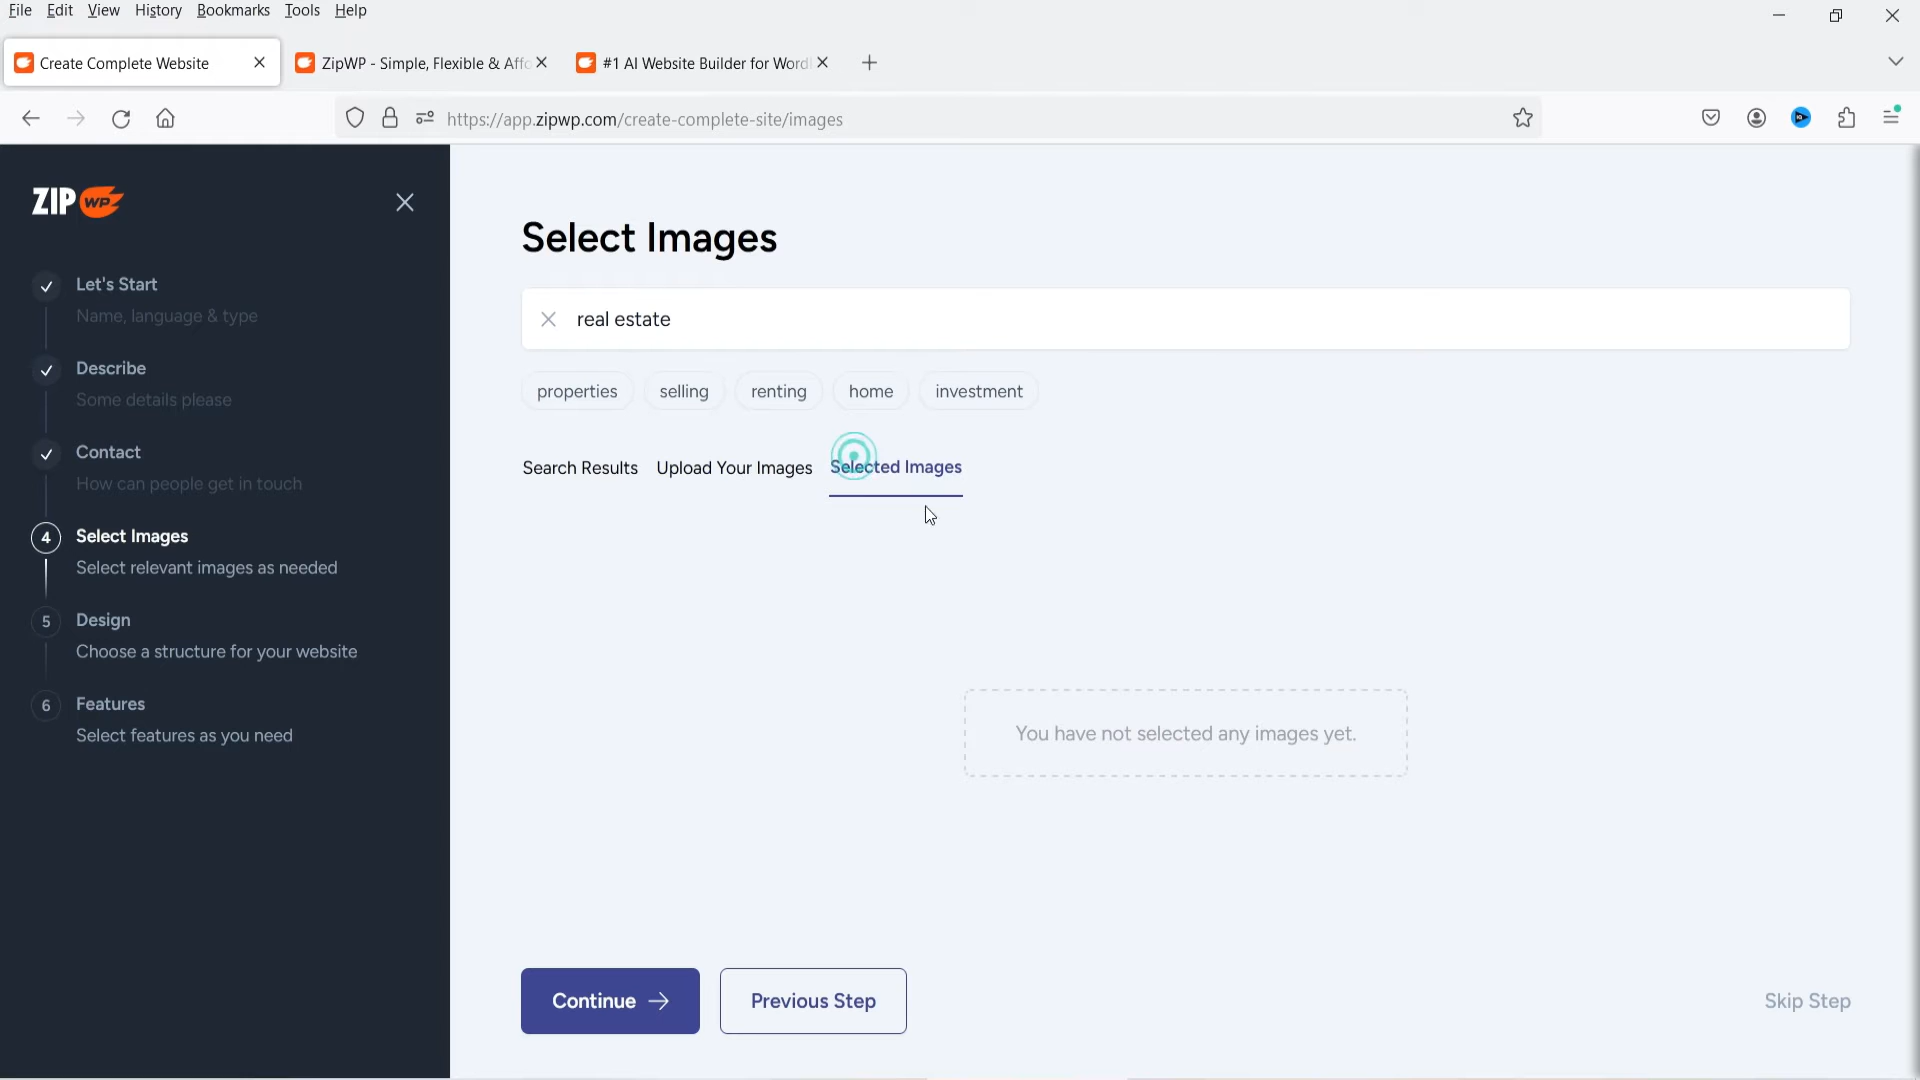 File Edit View History Bookmarks Tools Help
Create Complete Website ZipWP - Simple, Flexible & Affo #1 AI Website Builder for Word
https://app.zipwp.com/create-complete-site/images
ZIP WP
Let's Start
Name, language & type
Describe
Some details please
Contact
How can people get in touch
4 Select Images
Select relevant images as needed
5 Design
Choose a structure for your website
6 Features
Select features as you need
Select Images
real estate
properties selling renting home investment
Search Results Upload Your Images Selected Images
You have not selected any images yet.
Continue Previous Step Skip Step